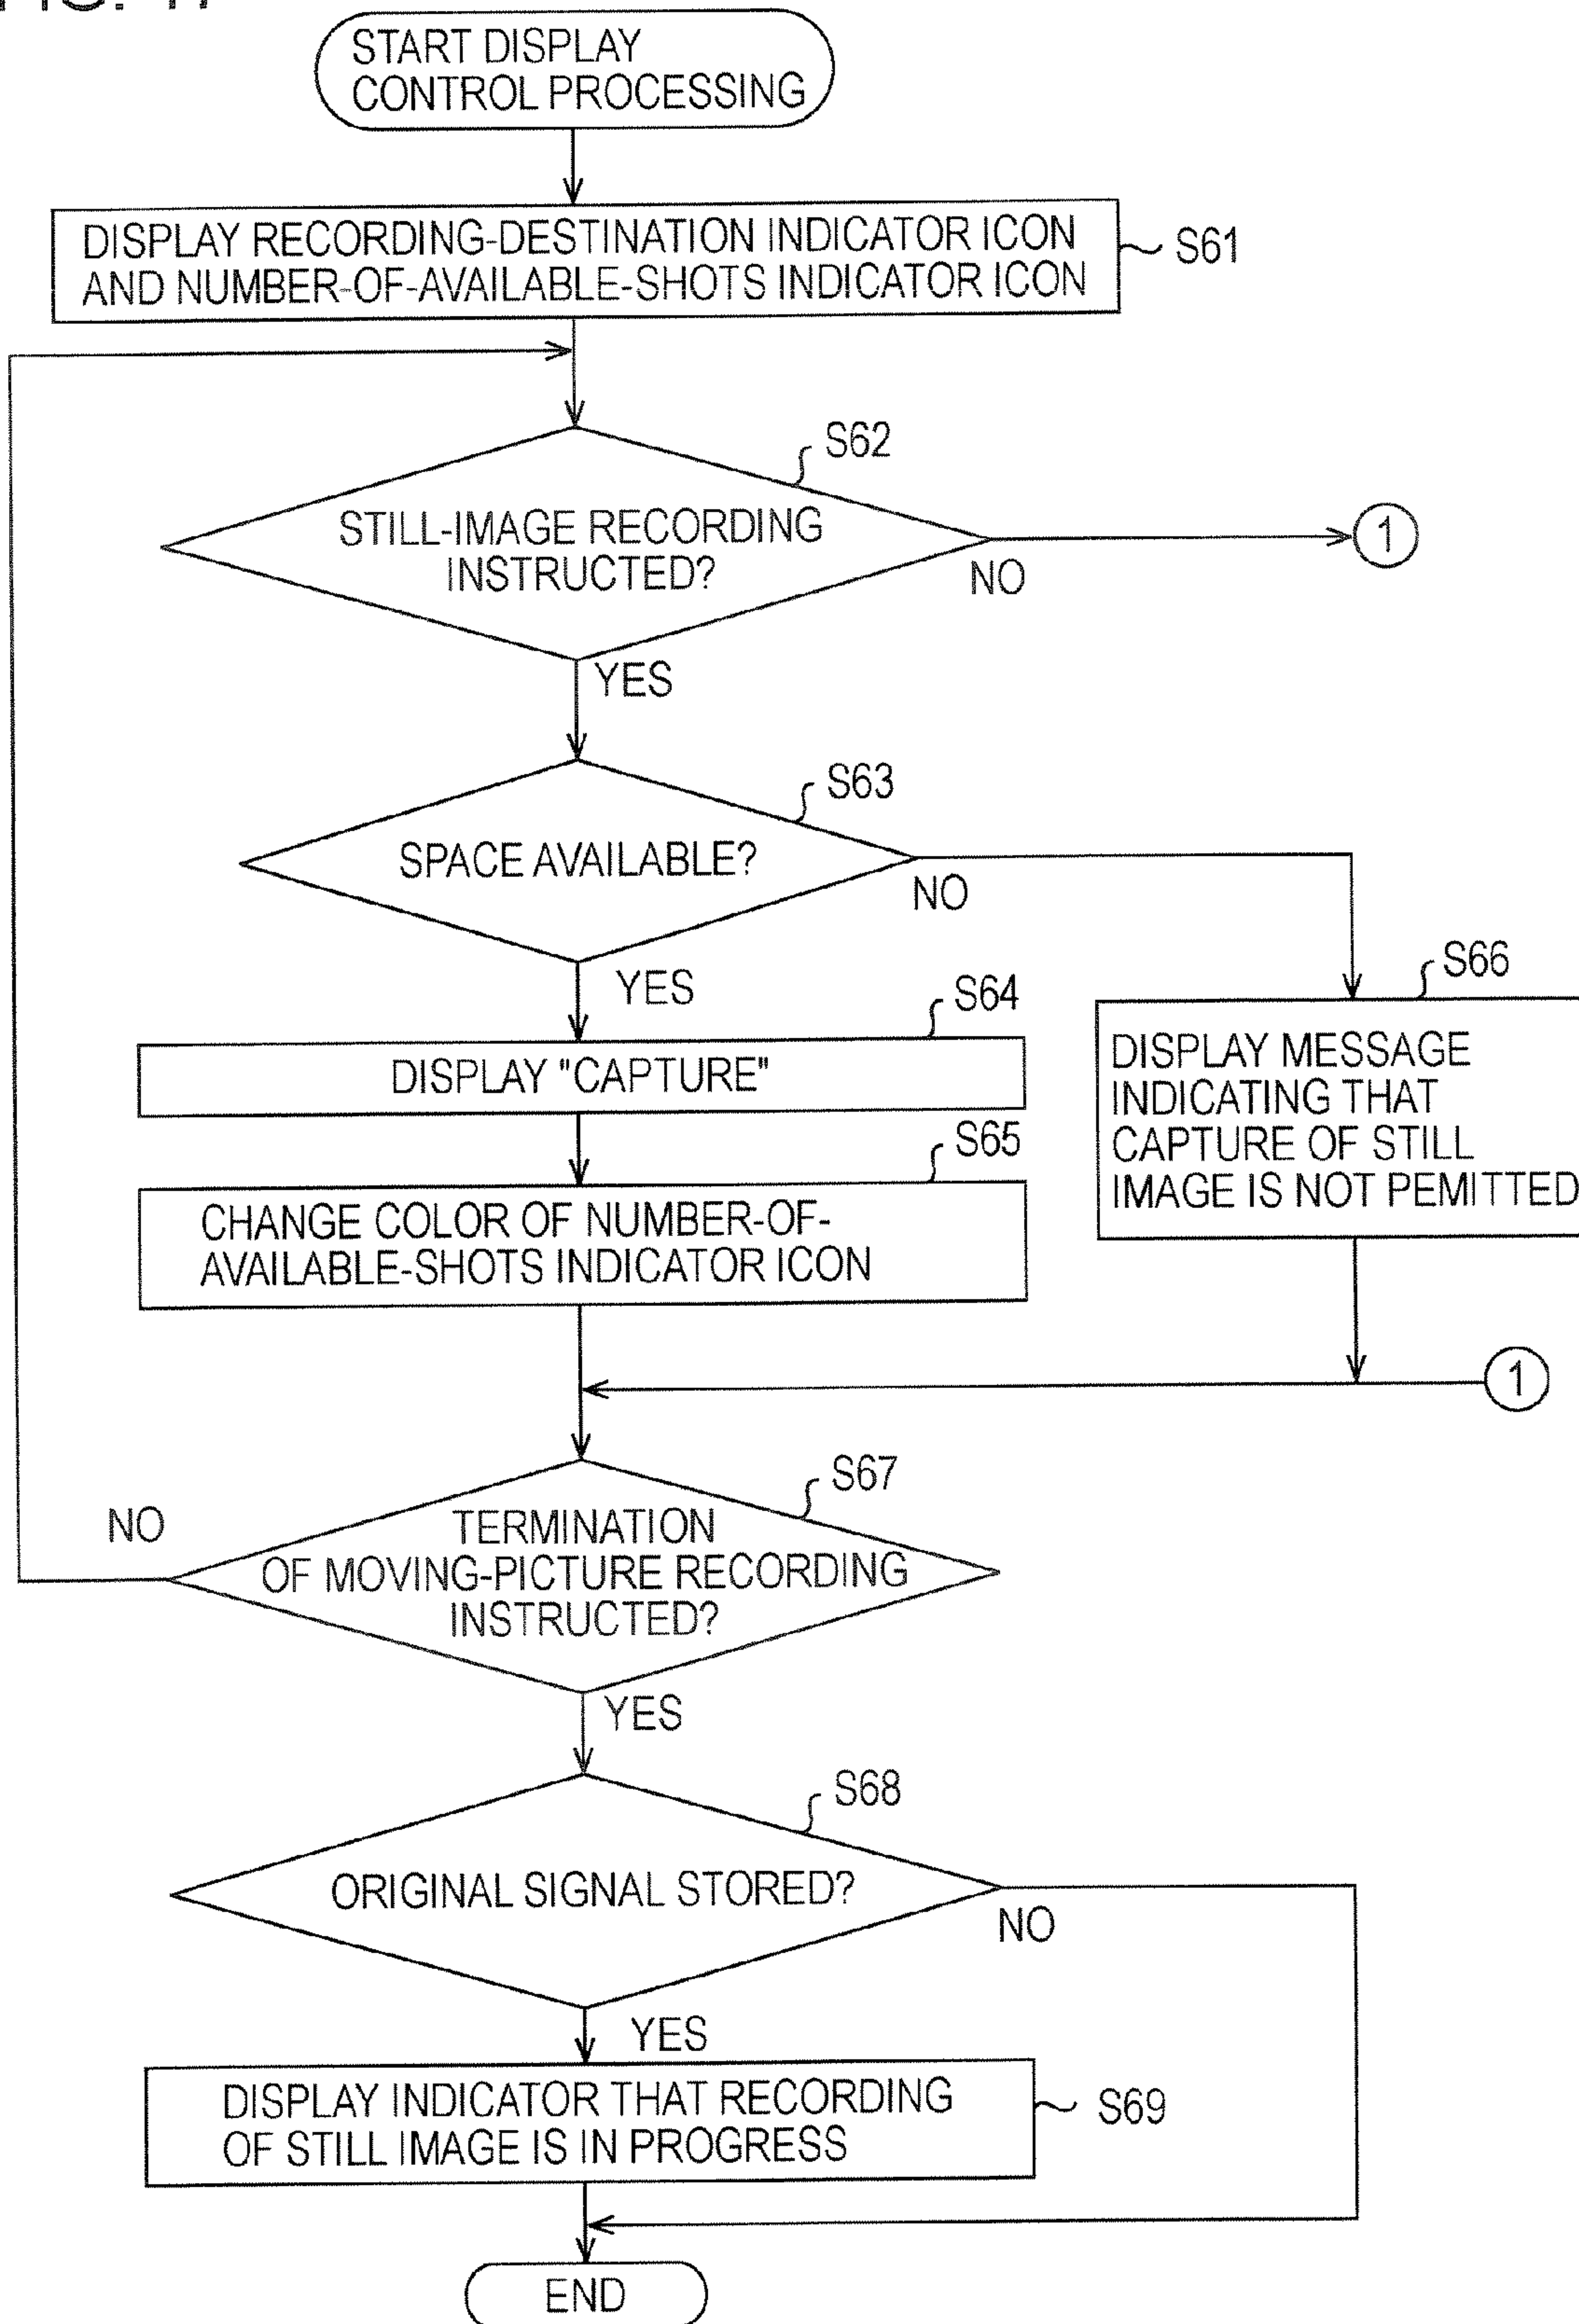 START DISPLAY
CONTROL PROCESSING
DISPLAY RECORDING-DESTINATION INDICATOR ICON
AND NUMBER-OF-AVAILABLE-SHOTS INDICATOR ICON
S61
S62
STILL-IMAGE RECORDING
INSTRUCTED?
NO
1
YES
S63
SPACE AVAILABLE?
NO
YES
S64
DISPLAY "CAPTURE"
S66
DISPLAY MESSAGE
INDICATING THAT
CAPTURE OF STILL
IMAGE IS NOT PEMITTED
S65
CHANGE COLOR OF NUMBER-OF-
AVAILABLE-SHOTS INDICATOR ICON
1
S67
NO
TERMINATION
OF MOVING-PICTURE RECORDING
INSTRUCTED?
YES
S68
ORIGINAL SIGNAL STORED?
NO
YES
DISPLAY INDICATOR THAT RECORDING
OF STILL IMAGE IS IN PROGRESS
S69
END